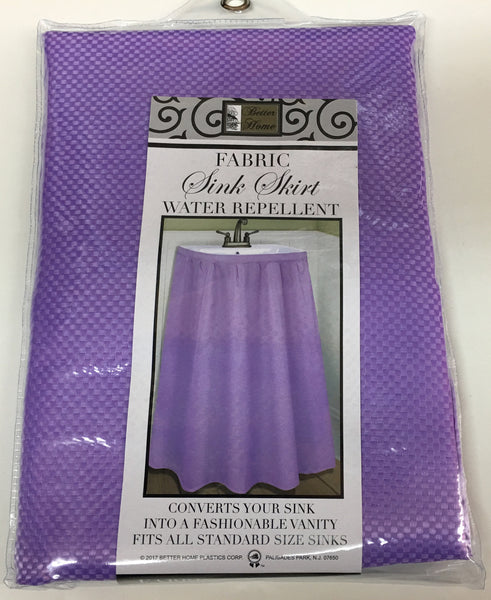 Better
Home
FABRIC
Sink Skirt
WATER REPELLENT
CONVERTS YOUR SINK
INTO A FASHIONABLE VANITY
FITS ALL STANDARD SIZE SINKS
© 2017 BETTER HOME PLASTICS CORP. PALISADES PARK, N.J. 07650